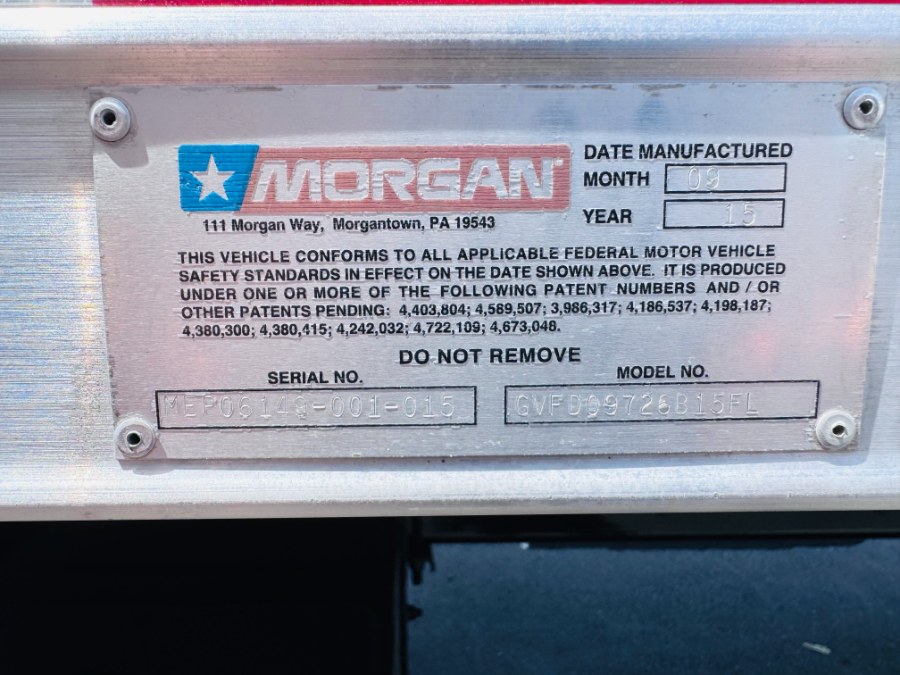 MORGAN
111 Morgan Way, Morgantown, PA 19543
DATE MANUFACTURED
MONTH 09
YEAR 15
THIS VEHICLE CONFORMS TO ALL APPLICABLE FEDERAL MOTOR VEHICLE
SAFETY STANDARDS IN EFFECT ON THE DATE SHOWN ABOVE. IT IS PRODUCED
UNDER ONE OR MORE OF THE FOLLOWING PATENT NUMBERS AND / OR
OTHER PATENTS PENDING: 4,403,804; 4,589,507; 3,986,317; 4,186,537; 4,198,187;
4,380,300; 4,380,415; 4,242,032; 4,722,109; 4,673,048.
DO NOT REMOVE
SERIAL NO.
MODEL NO.